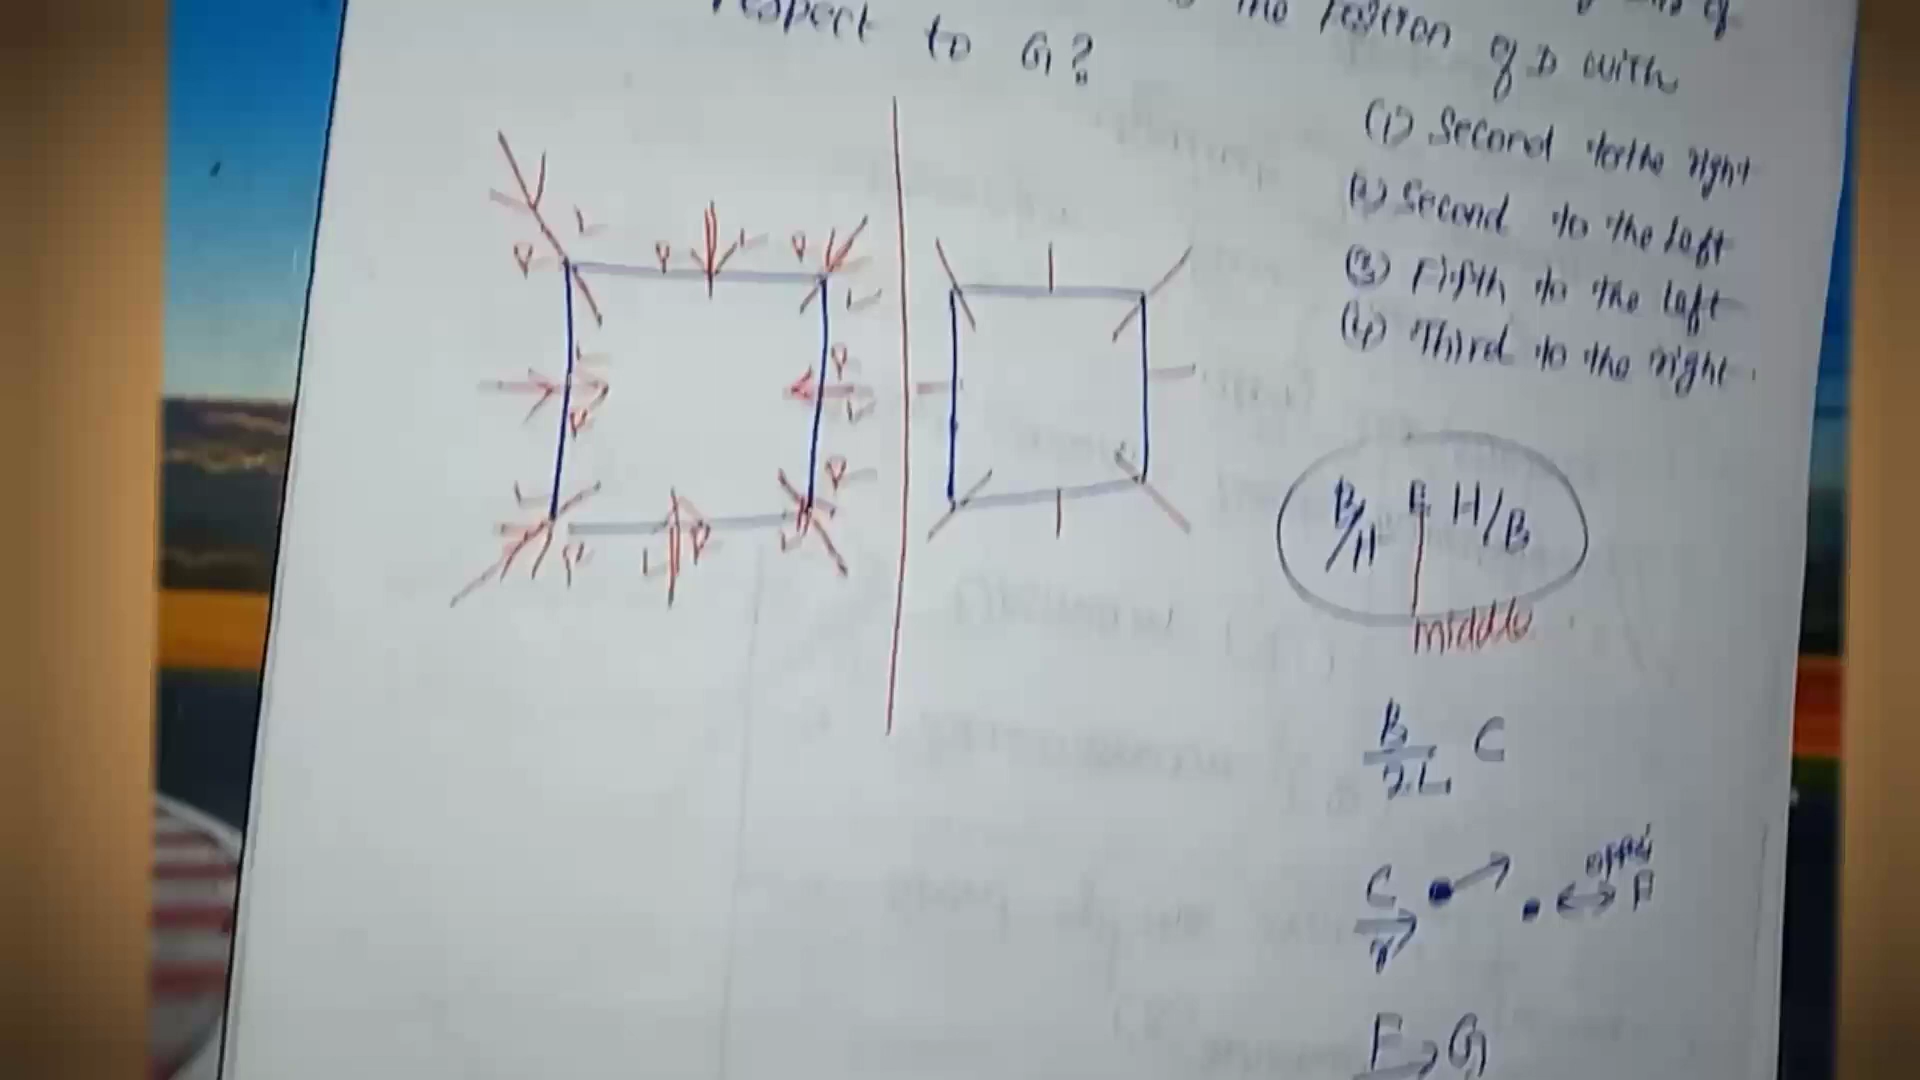 the Position of D with
respect to G?
(1) Second to the right
(2) Second to the left
(3) Fifth to the left
(4) Third to the right
L
R L R
R L
L R
R L
L R
R L R L
B/H E H/B
middle
B C
2L
C
F
F G